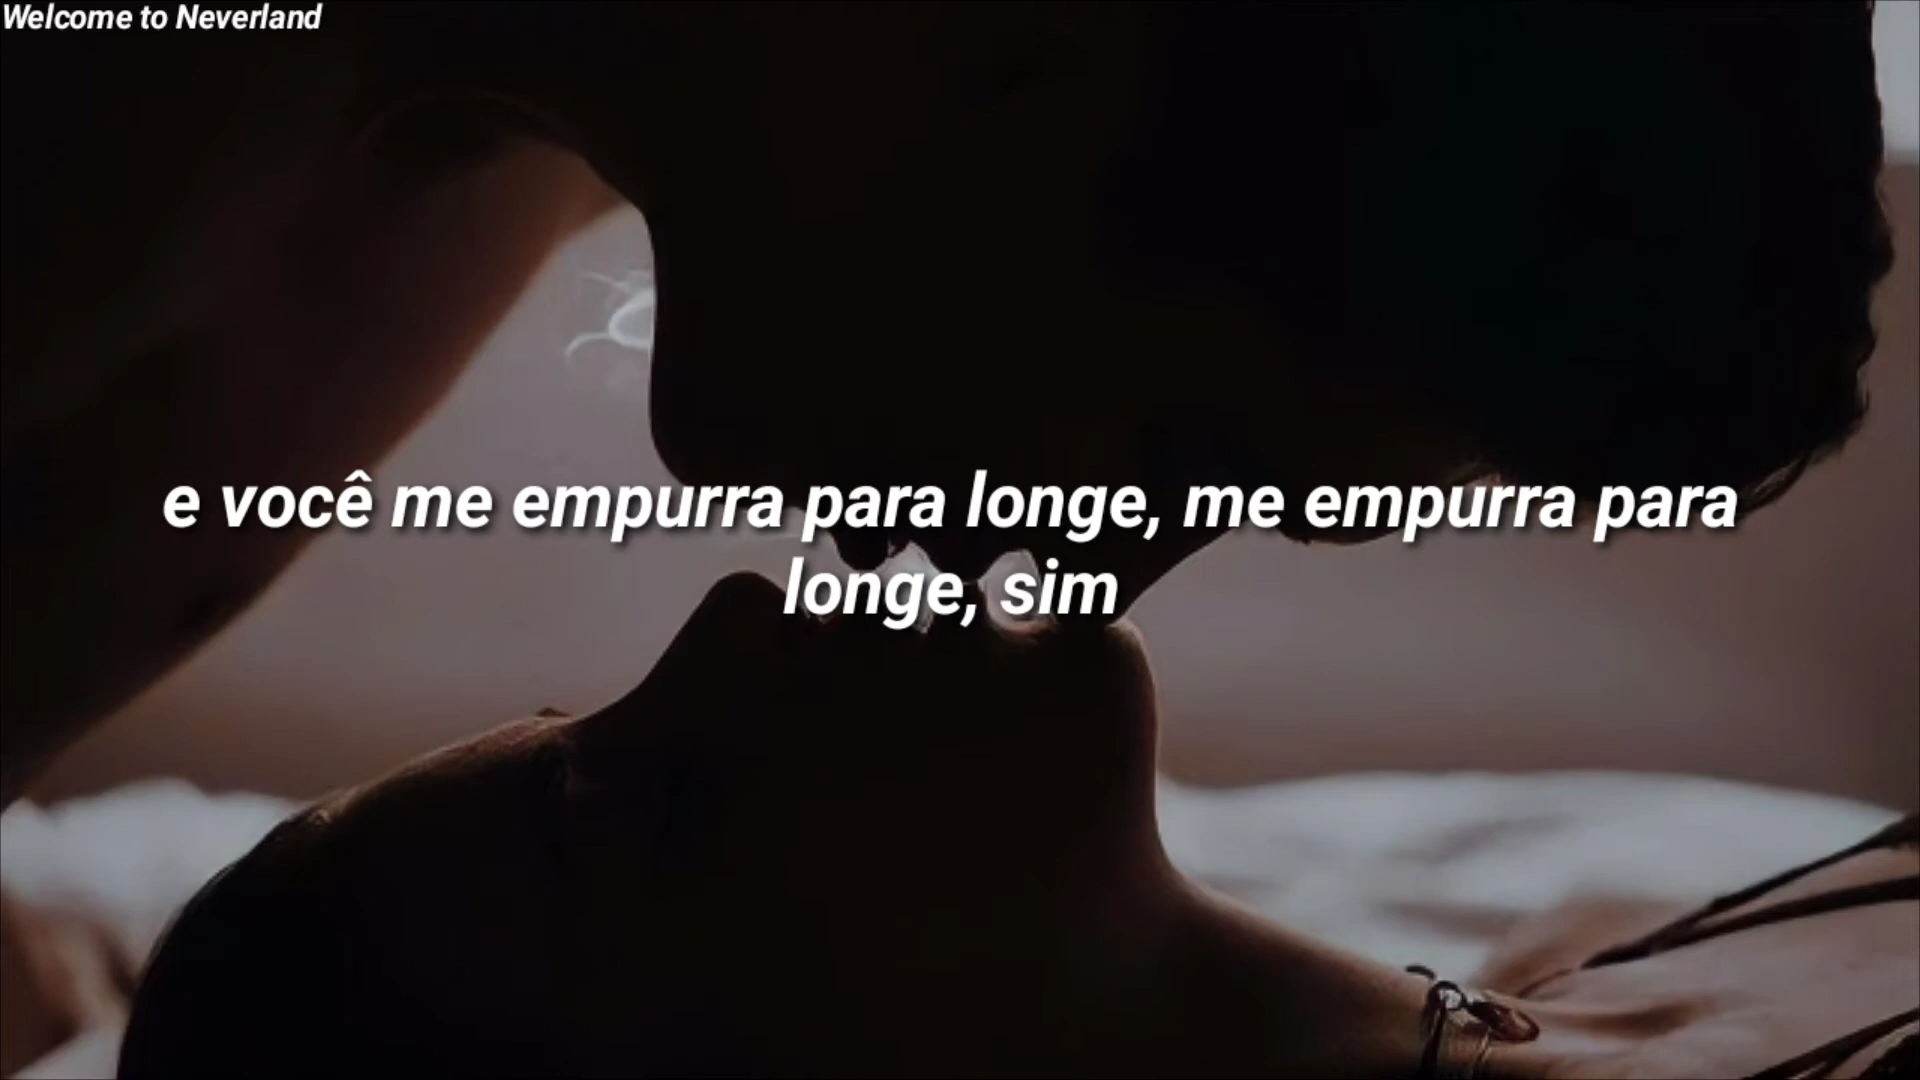 Welcome to Neverland
e você me empurra para longe, me empurra para
longe, sim